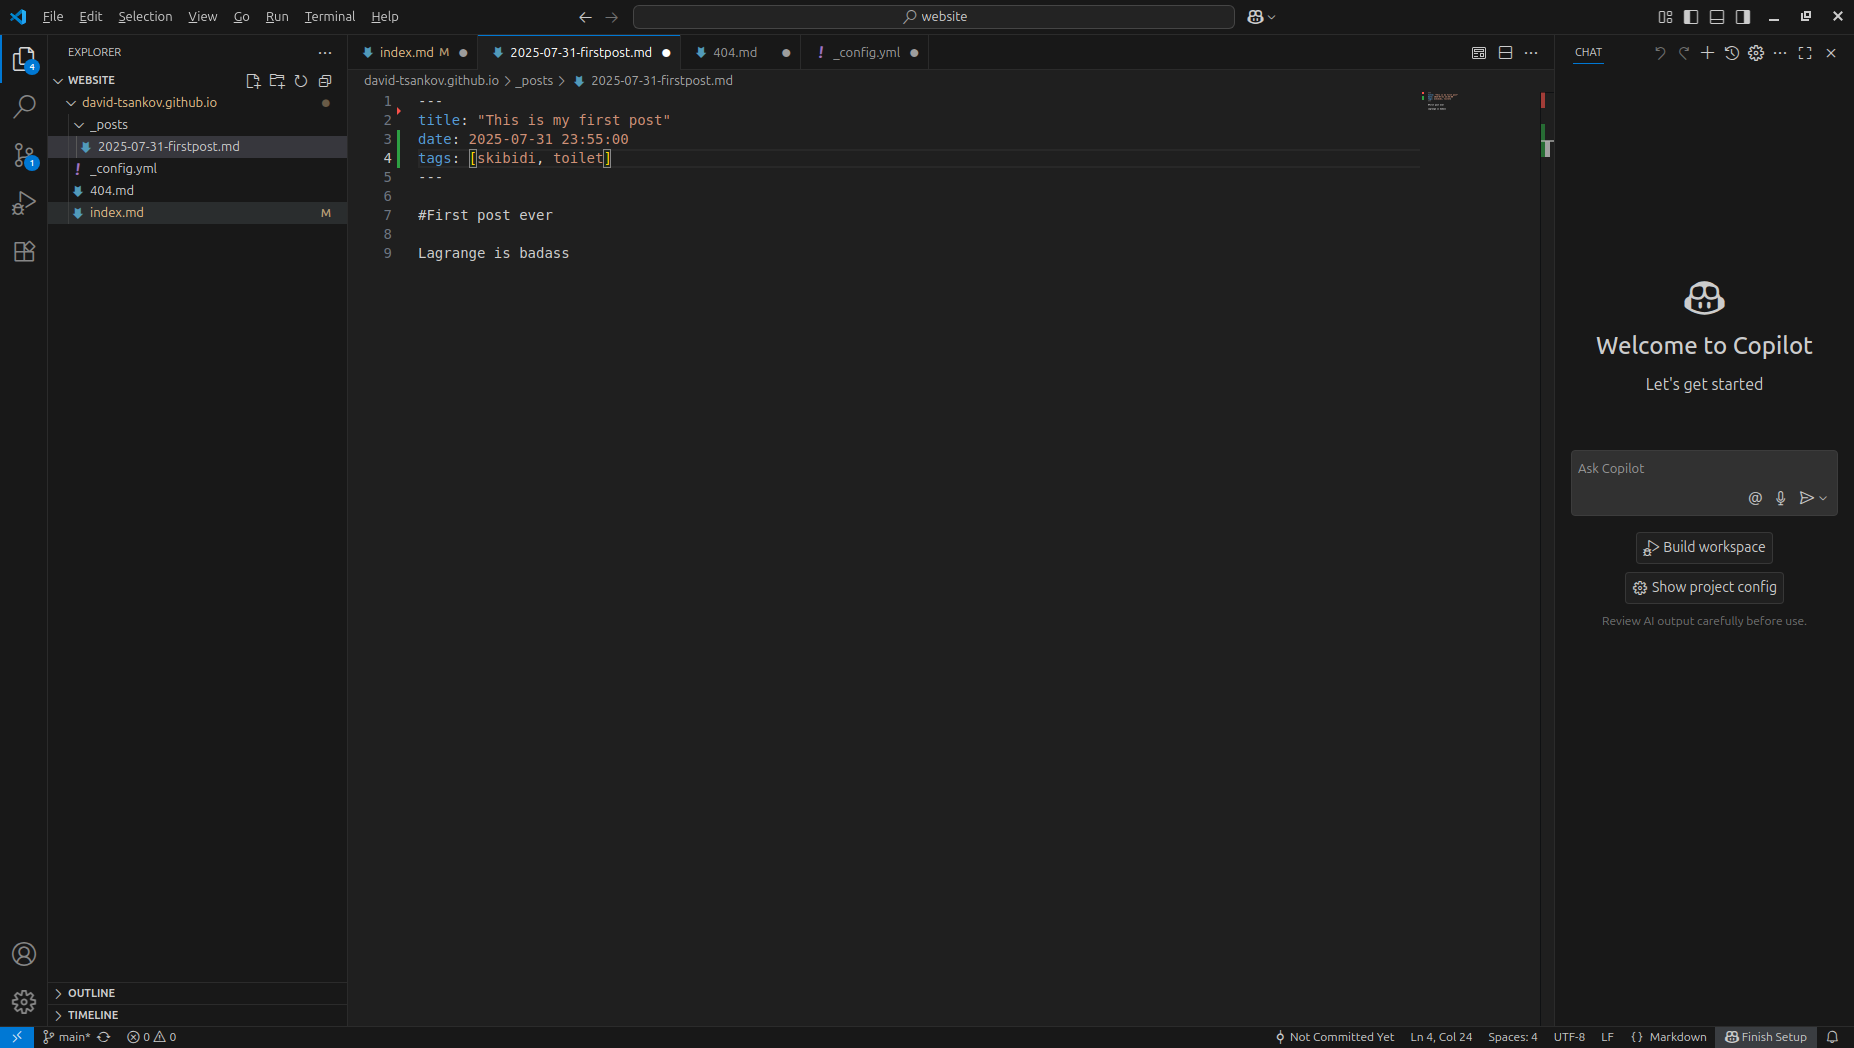 File Edit Selection View Go Run Terminal Help
website
EXPLORER
WEBSITE
david-tsankov.github.io
_posts
2025-07-31-firstpost.md
_config.yml
404.md
index.md M
OUTLINE
TIMELINE
4
1
index.md M
2025-07-31-firstpost.md
404.md
_config.yml
david-tsankov.github.io > _posts > 2025-07-31-firstpost.md
1 ---
2 title: "This is my first post"
3 date: 2025-07-31 23:55:00
4 tags: [skibidi, toilet]
5 ---
6
7 #First post ever
8
9 Lagrange is badass
CHAT
Welcome to Copilot
Let's get started
Ask Copilot
Build workspace
Show project config
Review AI output carefully before use.
main* 0 0
Not Committed Yet Ln 4, Col 24 Spaces: 4 UTF-8 LF {} Markdown Finish Setup